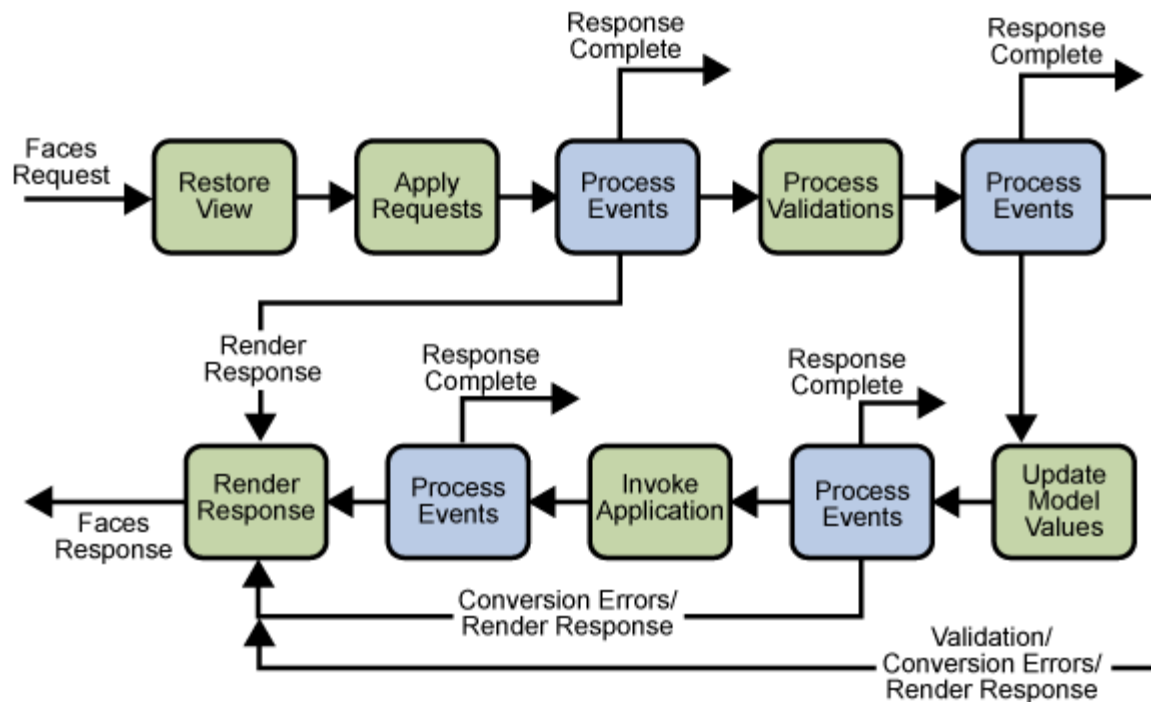 Response
Complete
Response
Complete
Faces
Request
Restore
View
Apply
Requests
Process
Events
Process
Validations
Process
Events
Render
Response
Response
Complete
Response
Complete
Render
Response
Process
Events
Invoke
Application
Process
Events
Update
Model
Values
Faces
Response
Conversion Errors/
Render Response
Validation/
Conversion Errors/
Render Response